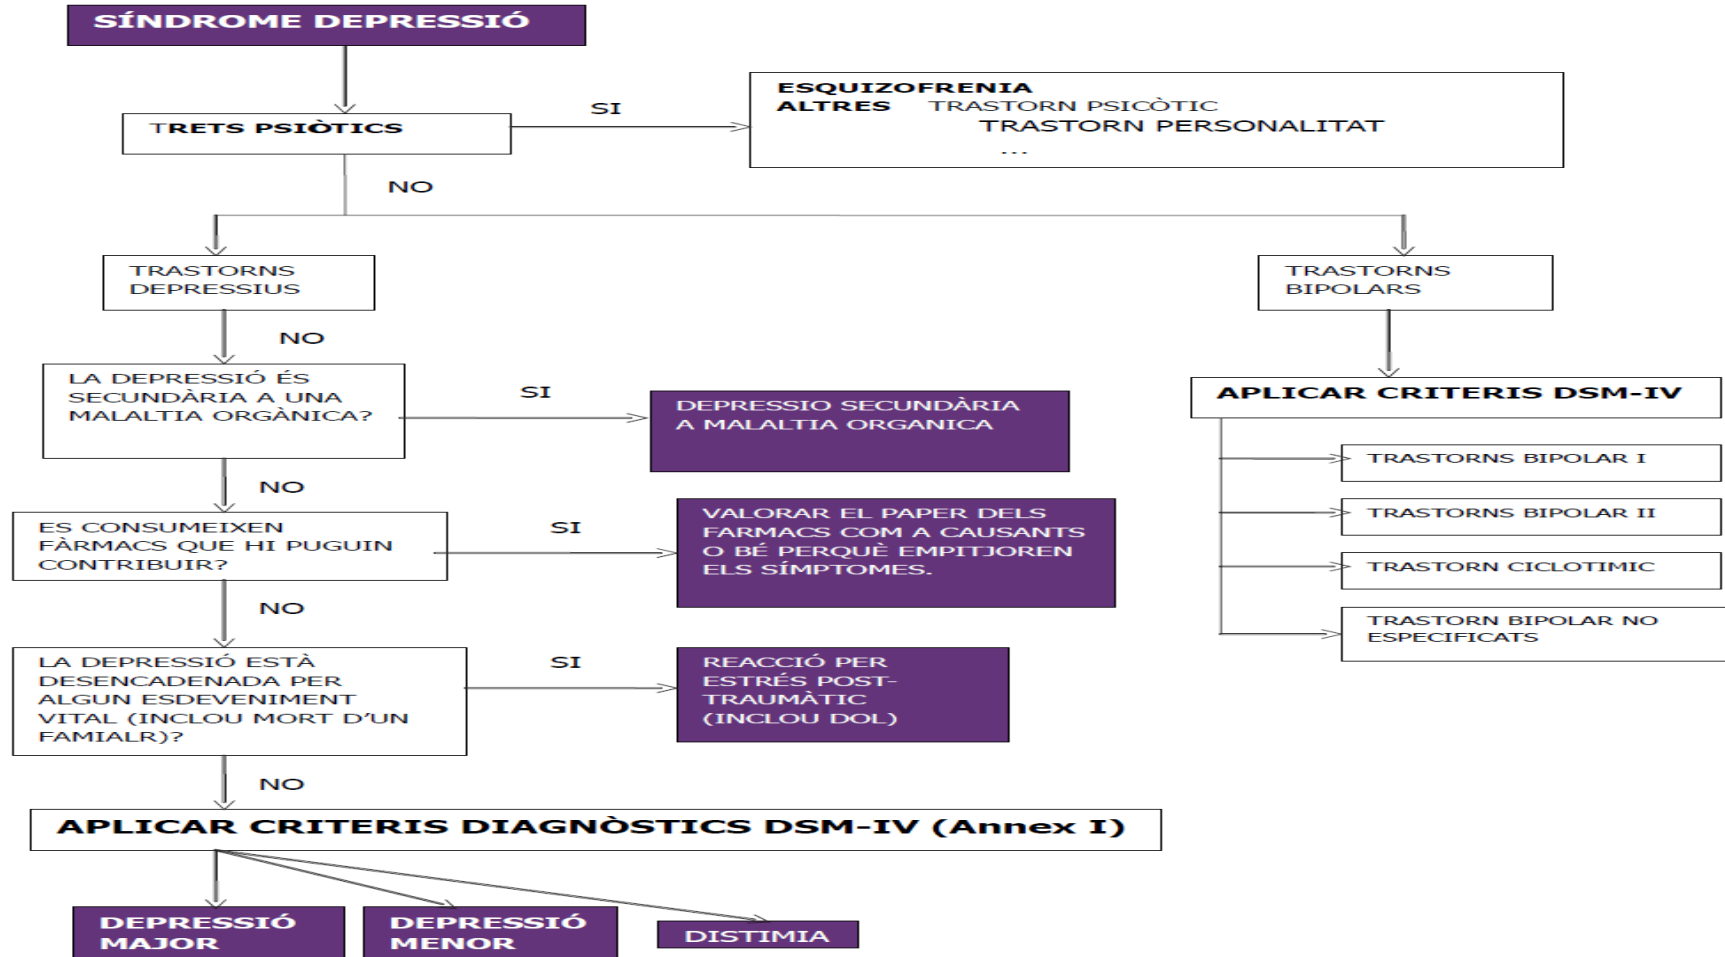 SÍNDROME DEPRESSIÓ
ESQUIZOFRENIA
ALTRES TRASTORN PSICÒTIC
TRASTORN PERSONALITAT
...
SI
TRETS PSIÒTICS
NO
TRASTORNS
DEPRESSIUS
TRASTORNS
BIPOLARS
NO
LA DEPRESSIÓ ÉS
SECUNDÀRIA A UNA
MALALTIA ORGÀNICA?
SI
DEPRESSIO SECUNDÀRIA
A MALALTIA ORGANICA
APLICAR CRITERIS DSM-IV
TRASTORNS BIPOLAR I
TRASTORNS BIPOLAR II
TRASTORN CICLOTIMIC
TRASTORN BIPOLAR NO
ESPECIFICATS
NO
ES CONSUMEIXEN
FÀRMACS QUE HI PUGUIN
CONTRIBUIR?
SI
VALORAR EL PAPER DELS
FARMACS COM A CAUSANTS
O BÉ PERQUÈ EMPITJOREN
ELS SÍMPTOMES.
NO
LA DEPRESSIÓ ESTÀ
DESENCADENADA PER
ALGUN ESDEVENIMENT
VITAL (INCLOU MORT D'UN
FAMIALR)?
SI
REACCIÓ PER
ESTRÉS POST-
TRAUMÀTIC
(INCLOU DOL)
NO
APLICAR CRITERIS DIAGNÒSTICS DSM-IV (Annex I)
DEPRESSIÓ
MAJOR
DEPRESSIÓ
MENOR
DISTIMIA